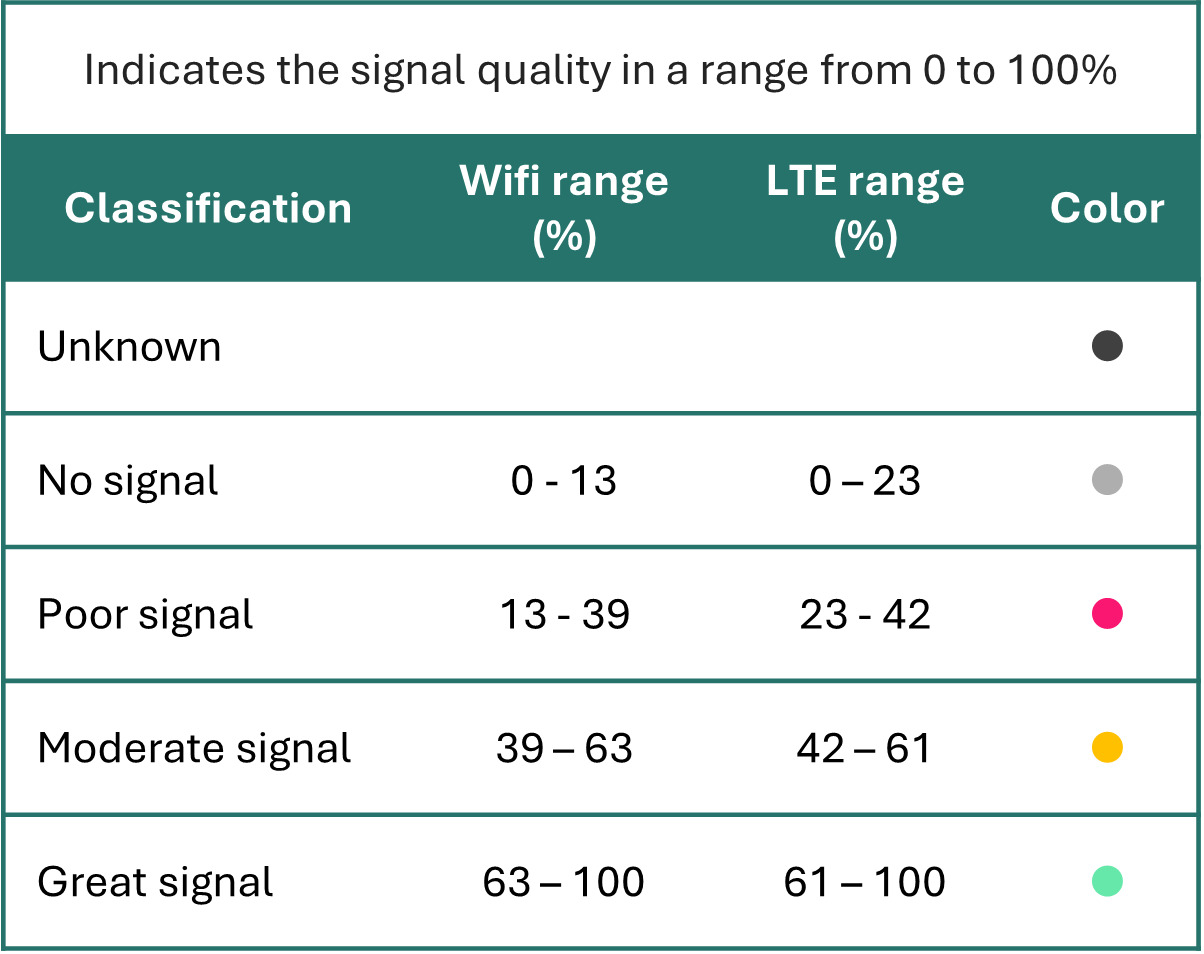 Indicates the signal quality in a range from 0 to 100%
Classification Wifi range (%) LTE range (%) Color
Unknown
No signal 0 - 13 0 – 23
Poor signal 13 - 39 23 - 42
Moderate signal 39 – 63 42 – 61
Great signal 63 – 100 61 – 100